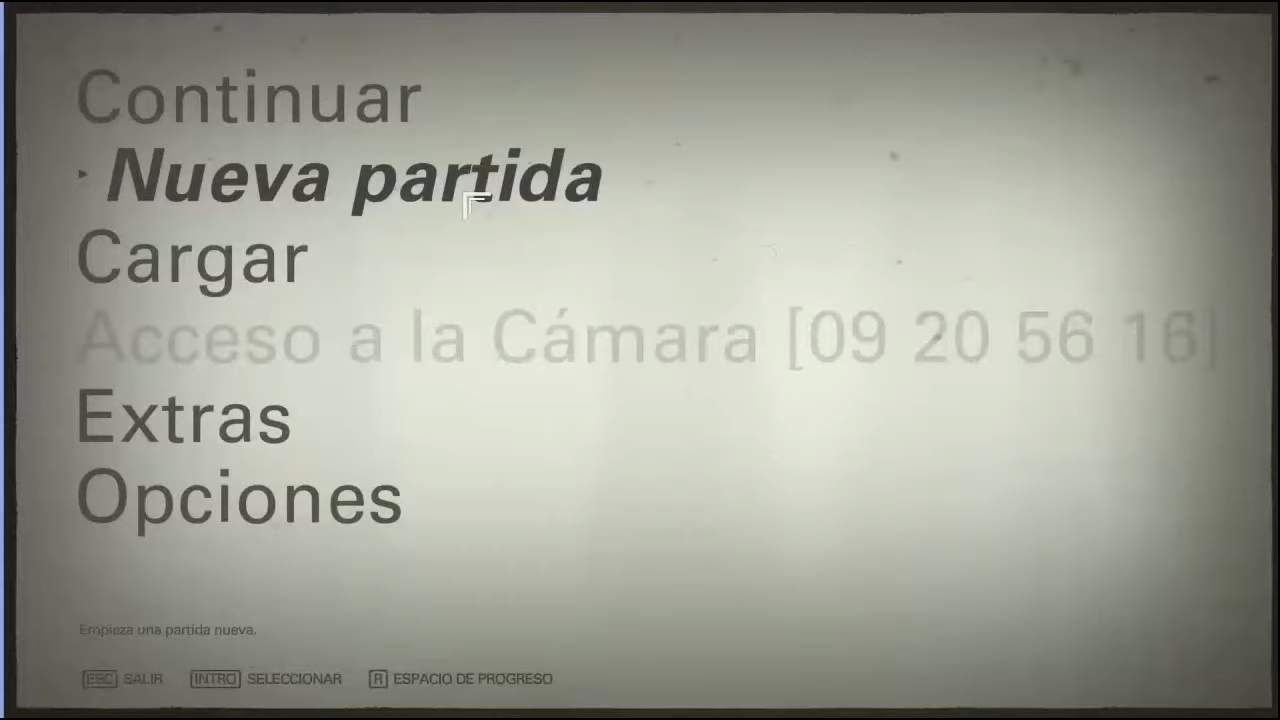 Continuar
Nueva partida
Cargar
Acceso a la Cámara [09 20 56 16]
Extras
Opciones
Empieza una partida nueva.
ESC SALIR INTRO SELECCIONAR R ESPACIO DE PROGRESO